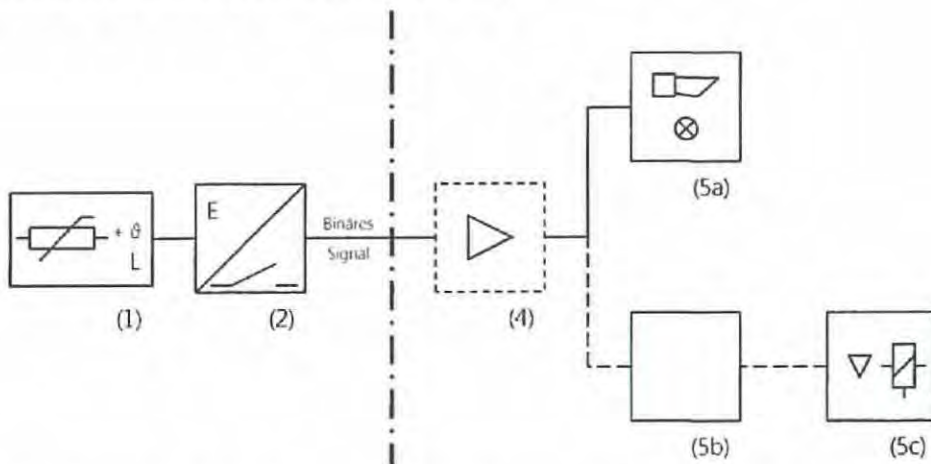 (5a)
+ ϑ
L
(1)
E
(2)
Binäres
Signal
(4)
(5b)
(5c)